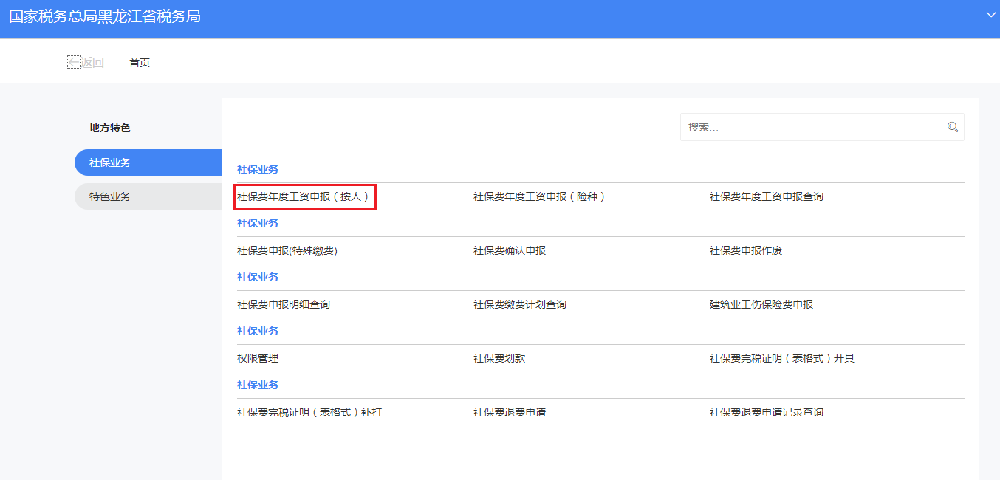 国家税务总局黑龙江省税务局
返回 首页
地方特色
搜索...
社保业务
特色业务
社保业务
社保费年度工资申报（按人） 社保费年度工资申报（险种） 社保费年度工资申报查询
社保业务
社保费申报(特殊缴费) 社保费确认申报 社保费申报作废
社保业务
社保费申报明细查询 社保费缴费计划查询 建筑业工伤保险费申报
社保业务
权限管理 社保费划款 社保费完税证明（表格式）开具
社保业务
社保费完税证明（表格式）补打 社保费退费申请 社保费退费申请记录查询